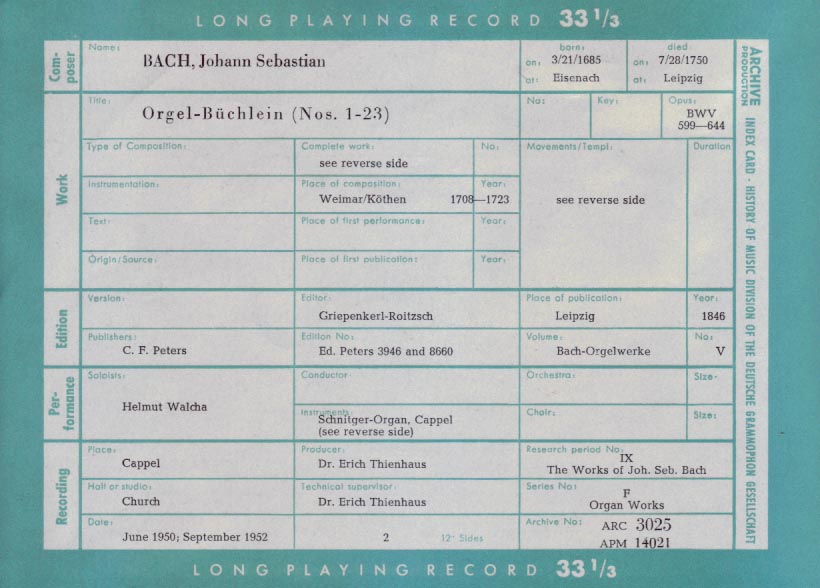 LONG PLAYING RECORD 33 1/3
Composer
Name:
BACH, Johann Sebastian
born:
on: 3/21/1685
at: Eisenach
died:
on: 7/28/1750
at: Leipzig
Work
Title:
Orgel-Büchlein (Nos. 1-23)
No:
Key:
Opus:
BWV
599—644
Type of Composition:
Complete work:
see reverse side
No:
Movements/Tempi:
see reverse side
Duration
Instrumentation:
Place of composition:
Weimar/Köthen
Year:
1708—1723
Text:
Place of first performance:
Year:
Origin/Source:
Place of first publication:
Year:
Edition
Version:
Editor:
Griepenkerl-Roitzsch
Place of publication:
Leipzig
Year:
1846
Publishers:
C. F. Peters
Edition No:
Ed. Peters 3946 and 8660
Volume:
Bach-Orgelwerke
No:
V
Per-
formance
Soloists:
Helmut Walcha
Conductor:
Orchestra:
Size:
Instruments:
Schnitger-Organ, Cappel
(see reverse side)
Choir:
Size:
Recording
Place:
Cappel
Producer:
Dr. Erich Thienhaus
Research period No:
IX
The Works of Joh. Seb. Bach
Hall or studio:
Church
Technical supervisor:
Dr. Erich Thienhaus
Series No:
F
Organ Works
Date:
June 1950; September 1952
2 12" Sides
Archive No:
ARC 3025
APM 14021
ARCHIVE
PRODUCTION
INDEX CARD · HISTORY OF MUSIC DIVISION OF THE DEUTSCHE GRAMMOPHON GESELLSCHAFT
LONG PLAYING RECORD 33 1/3